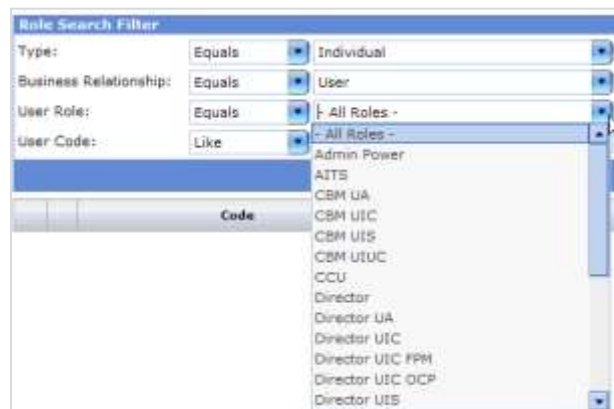 Role Search Filter
Type: Equals Individual
Business Relationship: Equals User
User Role: Equals - All Roles -
User Code: Like
- All Roles -
Admin Power
AITS
CBM UA
CBM UIC
CBM UIS
CBM UIUC
CCU
Director
Director UA
Director UIC
Director UIC FPM
Director UIC OCP
Director UIS
Code